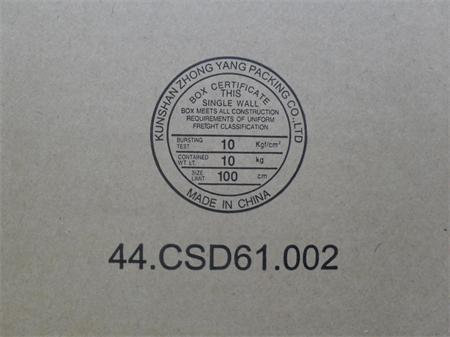 KUNSHAN ZHONG YANG PACKING CO.,LTD
BOX CERTIFICATE
THIS
SINGLE WALL
BOX MEETS ALL CONSTRUCTION
REQUIREMENTS OF UNIFORM
FREIGHT CLASSIFICATION
BURSTING TEST 10 Kgf/cm²
CONTAINED WT. LT. 10 kg
SIZE LIMIT 100 cm
MADE IN CHINA
44.CSD61.002